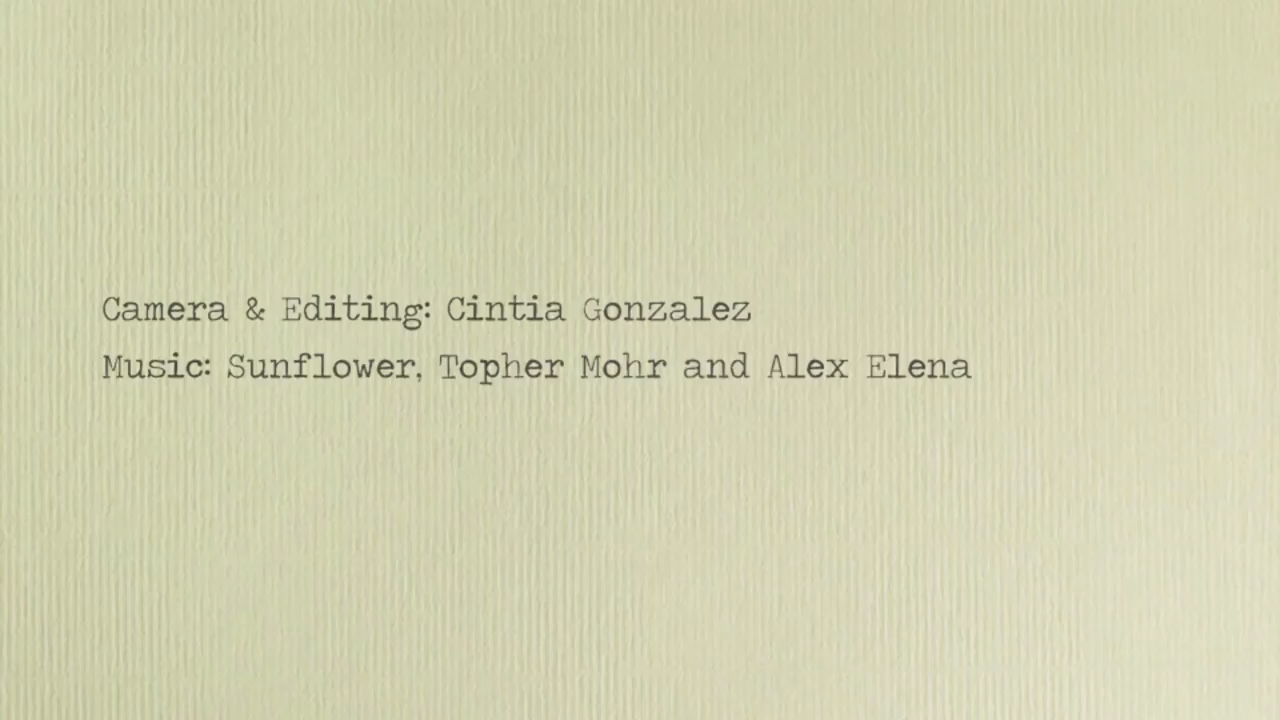 Camera & Editing: Cintia Gonzalez
Music: Sunflower, Topher Mohr and Alex Elena